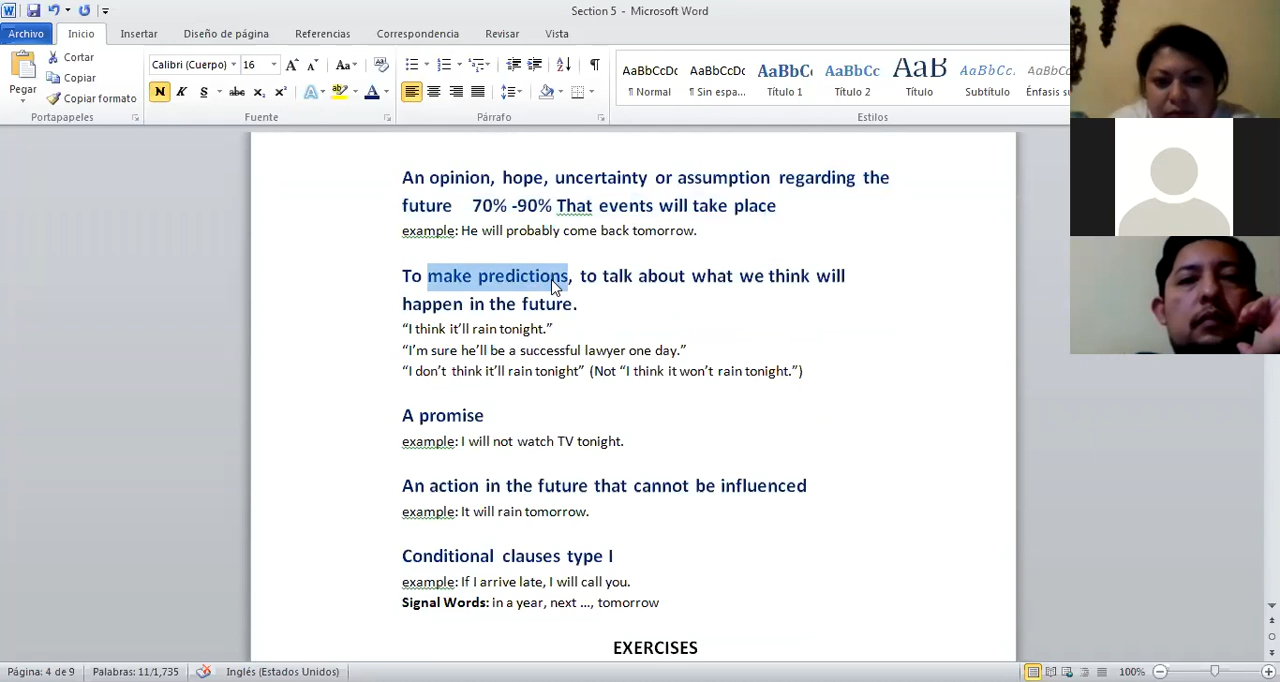 Section 5 - Microsoft Word
Archivo Inicio Insertar Diseño de página Referencias Correspondencia Revisar Vista
Cortar
Copiar
Copiar formato
Pegar
Portapapeles
Calibri (Cuerpo) 16
Fuente
Párrafo
AaBbCcDc AaBbCcDc AaBbC AaBbCc AaB AaBbCc. AaBbCcDc
¶ Normal ¶ Sin espa... Título 1 Título 2 Título Subtítulo Énfasis s
Estilos
An opinion, hope, uncertainty or assumption regarding the
future 70% -90% That events will take place
example: He will probably come back tomorrow.
To make predictions, to talk about what we think will
happen in the future.
“I think it’ll rain tonight.”
“I’m sure he’ll be a successful lawyer one day.”
“I don’t think it’ll rain tonight” (Not “I think it won’t rain tonight.”)
A promise
example: I will not watch TV tonight.
An action in the future that cannot be influenced
example: It will rain tomorrow.
Conditional clauses type I
example: If I arrive late, I will call you.
Signal Words: in a year, next ..., tomorrow
EXERCISES
Página: 4 de 9 Palabras: 11/1,735 Inglés (Estados Unidos) 100%